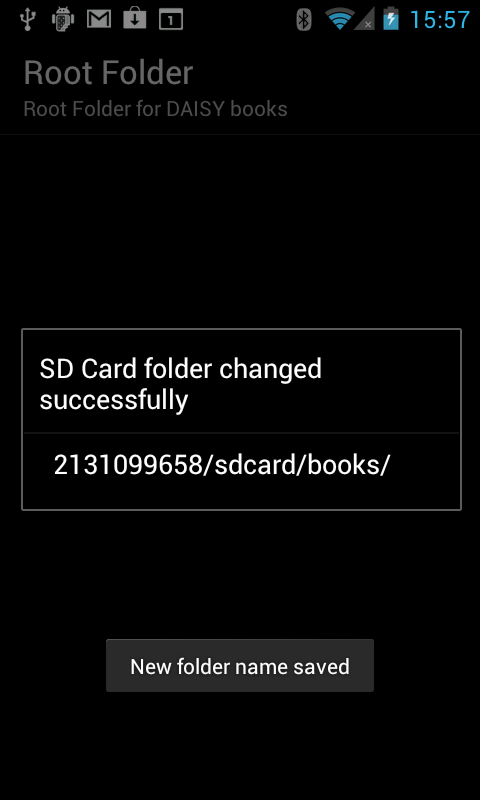 1
15:57
Root Folder
Root Folder for DAISY books
SD Card folder changed
successfully
2131099658/sdcard/books/
New folder name saved